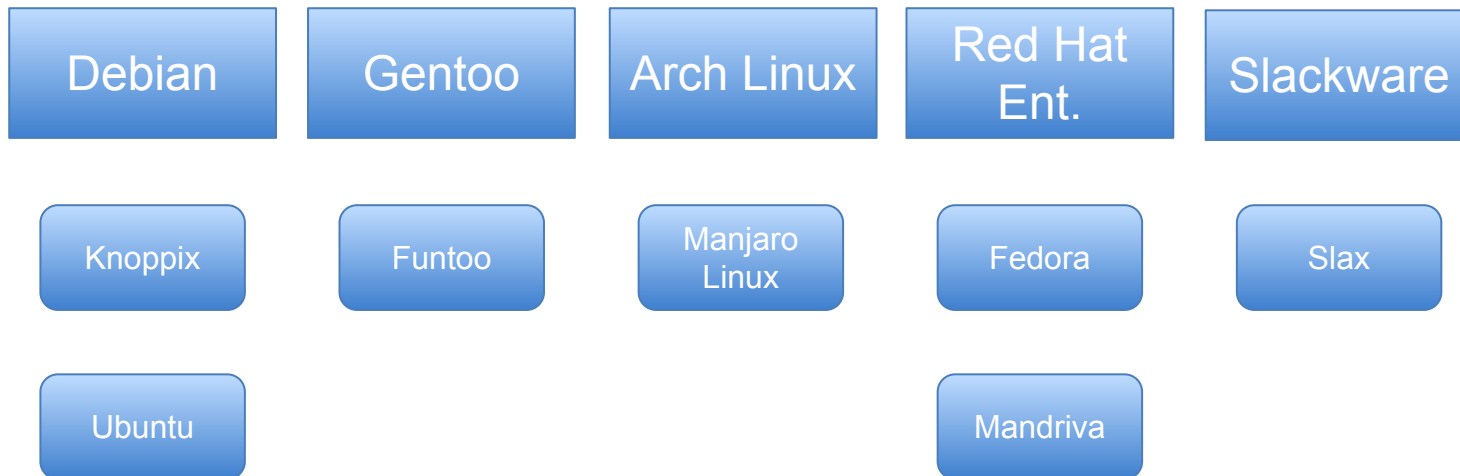 Debian
Gentoo
Arch Linux
Red Hat
Ent.
Slackware
Knoppix
Funtoo
Manjaro
Linux
Fedora
Slax
Ubuntu
Mandriva